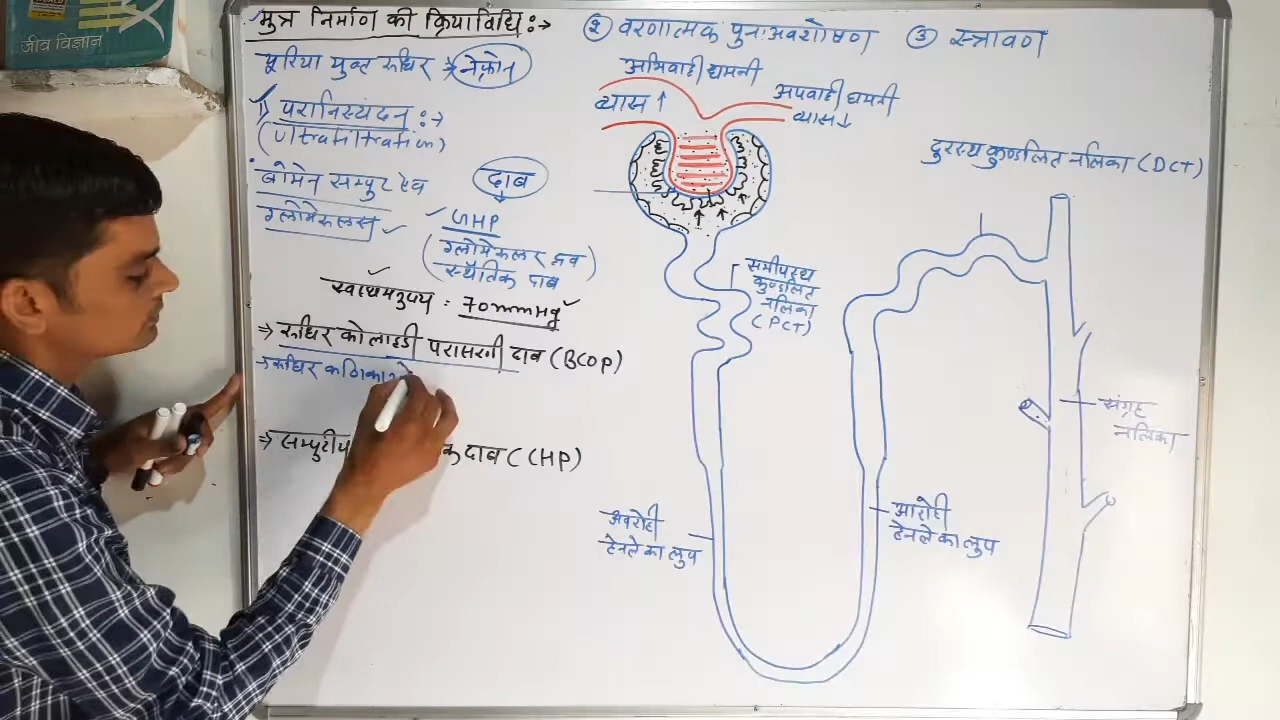 जीव विज्ञान
मुत्र निर्माण की क्रियाविधि :→
यूरिया युक्त रूधिर → नेफ्रोन
1) परानिस्यंदन :→
(Ultrafiltration)
बोमेन सम्पुट एवं
ग्लोमेरूलस ✓
दाब
✓ GHP
(ग्लोमेरूलर द्रव
स्थैतिक दाब)
स्वस्थ मनुष्य : 70mmHg
⇒ रूधिर कोलाइडी परासरणी दाब (BCOP)
→ रूधिर कणिकाओ
⇒ सम्पुटीय
क दाब (CHP)
② वरणात्मक पुनःअवशोषण
③ स्त्रावण
अभिवाही धमनी
व्यास ↑
अपवाही धमनी
व्यास ↓
समीपस्थ
कुण्डलित
नलिका
(PCT)
दुरस्थ कुण्डलित नलिका (DCT)
संग्रह
नलिका
अवरोही
हेनले का लुप
आरोही
हेनले का लुप